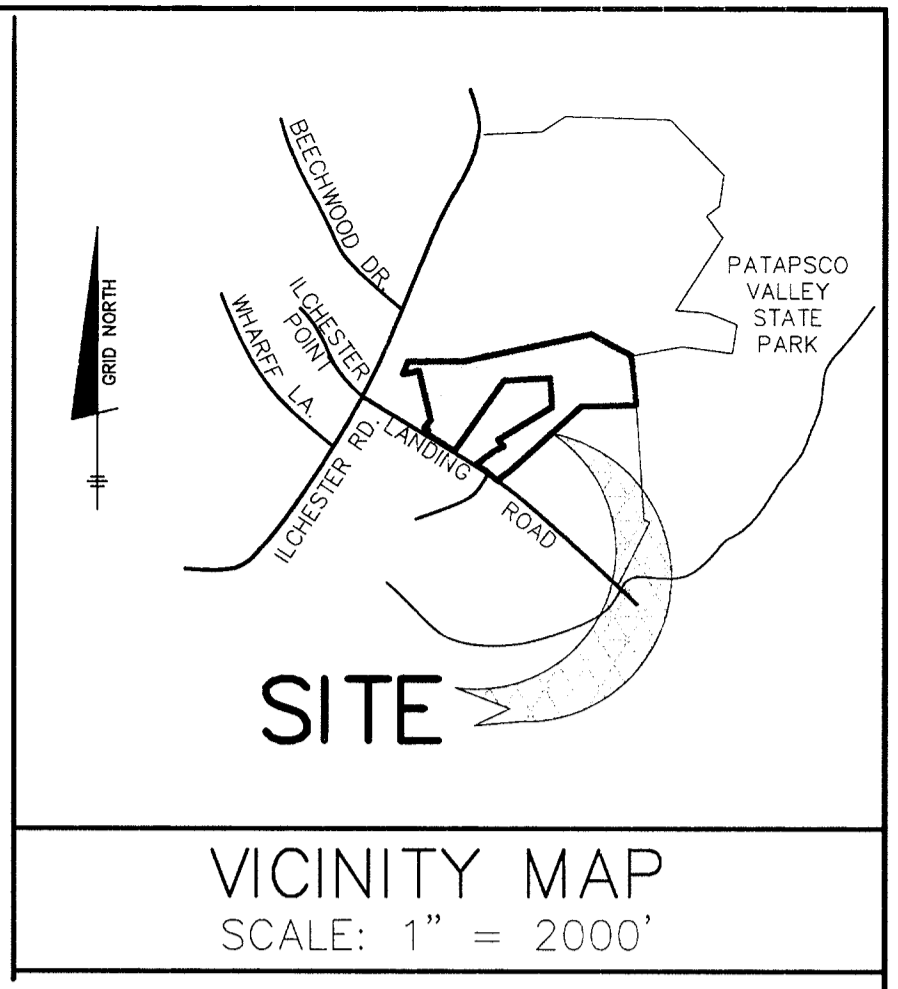 BEECHWOOD DR.
ILCHESTER
POINT
WHARFF LA.
GRID NORTH
PATAPSCO
VALLEY
STATE
PARK
ILCHESTER RD.
LANDING
ROAD
SITE
VICINITY MAP
SCALE: 1" = 2000'